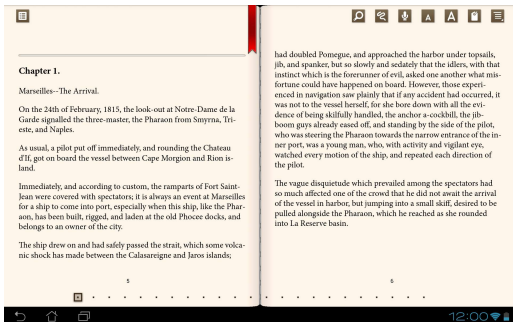 Chapter 1.
Marseilles--The Arrival.
On the 24th of February, 1815, the look-out at Notre-Dame de la
Garde signalled the three-master, the Pharaon from Smyrna, Tri-
este, and Naples.
As usual, a pilot put off immediately, and rounding the Chateau
d'If, got on board the vessel between Cape Morgion and Rion is-
land.
Immediately, and according to custom, the ramparts of Fort Saint-
Jean were covered with spectators; it is always an event at Marseilles
for a ship to come into port, especially when this ship, like the Phar-
aon, has been built, rigged, and laden at the old Phocee docks, and
belongs to an owner of the city.
The ship drew on and had safely passed the strait, which some volca-
nic shock has made between the Calasareigne and Jaros islands;
5
had doubled Pomegue, and approached the harbor under topsails,
jib, and spanker, but so slowly and sedately that the idlers, with that
instinct which is the forerunner of evil, asked one another what mis-
fortune could have happened on board. However, those experi-
enced in navigation saw plainly that if any accident had occurred, it
was not to the vessel herself, for she bore down with all the evi-
dence of being skilfully handled, the anchor a-cockbill, the jib-
boom guys already eased off, and standing by the side of the pilot,
who was steering the Pharaon towards the narrow entrance of the in-
ner port, was a young man, who, with activity and vigilant eye,
watched every motion of the ship, and repeated each direction of
the pilot.
The vague disquietude which prevailed among the spectators had
so much affected one of the crowd that he did not await the arrival
of the vessel in harbor, but jumping into a small skiff, desired to be
pulled alongside the Pharaon, which he reached as she rounded
into La Reserve basin.
6
A A
12:00